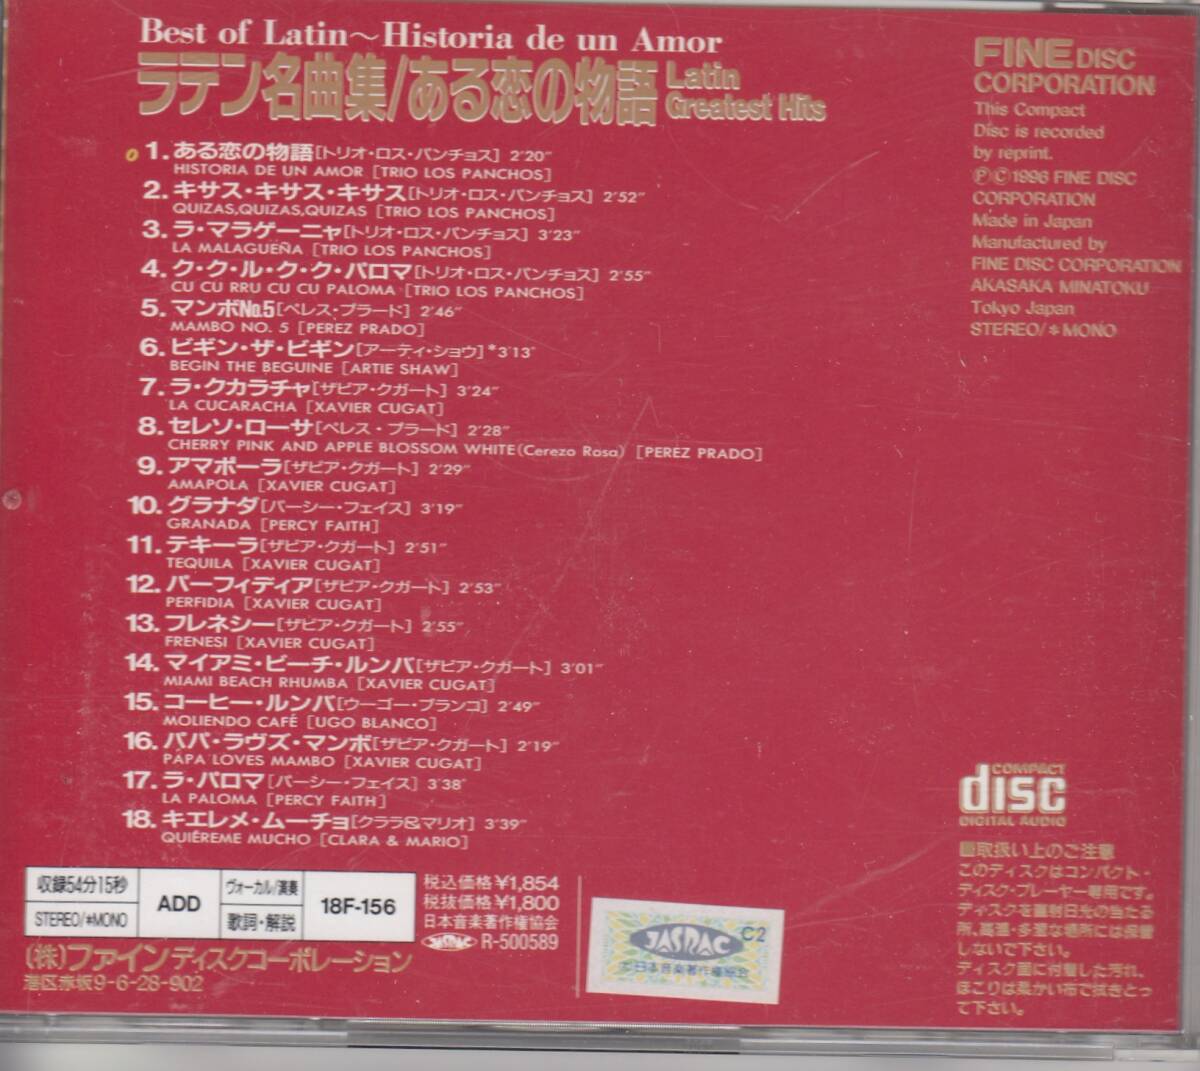 Best of Latin～Historia de un Amor
ラテン名曲集/ある恋の物語 Latin Greatest Hits
1. ある恋の物語[トリオ・ロス・パンチョス] 2'20"
HISTORIA DE UN AMOR [TRIO LOS PANCHOS]
2. キサス・キサス・キサス[トリオ・ロス・パンチョス] 2'52"
QUIZAS,QUIZAS,QUIZAS [TRIO LOS PANCHOS]
3. ラ・マラゲーニャ[トリオ・ロス・パンチョス] 3'23"
LA MALAGUEÑA [TRIO LOS PANCHOS]
4. ク・ク・ル・ク・ク・パロマ[トリオ・ロス・パンチョス] 2'55"
CU CU RRU CU CU PALOMA [TRIO LOS PANCHOS]
5. マンボNo.5[ペレス・プラード] 2'46"
MAMBO NO. 5 [PEREZ PRADO]
6. ビギン・ザ・ビギン[アーティ・ショウ]*3'13"
BEGIN THE BEGUINE [ARTIE SHAW]
7. ラ・クカラチャ[ザビア・クガート] 3'24"
LA CUCARACHA [XAVIER CUGAT]
8. セレソ・ローサ[ペレス・プラード] 2'28"
CHERRY PINK AND APPLE BLOSSOM WHITE(Cerezo Rosa) [PEREZ PRADO]
9. アマポーラ[ザビア・クガート] 2'29"
AMAPOLA [XAVIER CUGAT]
10. グラナダ[パーシー・フェイス] 3'19"
GRANADA [PERCY FAITH]
11. テキーラ[ザビア・クガート] 2'51"
TEQUILA [XAVIER CUGAT]
12. パーフィディア[ザビア・クガート] 2'53"
PERFIDIA [XAVIER CUGAT]
13. フレネシー[ザビア・クガート] 2'55"
FRENESI [XAVIER CUGAT]
14. マイアミ・ビーチ・ルンバ[ザビア・クガート] 3'01"
MIAMI BEACH RHUMBA [XAVIER CUGAT]
15. コーヒー・ルンバ[ウーゴー・ブランコ] 2'49"
MOLIENDO CAFÉ [UGO BLANCO]
16. パパ・ラヴズ・マンボ[ザビア・クガート] 2'19"
PAPA LOVES MAMBO [XAVIER CUGAT]
17. ラ・パロマ[パーシー・フェイス] 3'38"
LA PALOMA [PERCY FAITH]
18. キエレメ・ムーチョ[クララ&マリオ] 3'39"
QUIÉREME MUCHO [CLARA & MARIO]
FINE DISC
CORPORATION
This Compact
Disc is recorded
by reprint.
Ⓟ©1996 FINE DISC
CORPORATION
Made in Japan
Manufactured by
FINE DISC CORPORATION
AKASAKA MINATOKU
Tokyo Japan
STEREO/*MONO
COMPACT
disc
DIGITAL AUDIO
■取扱い上のご注意
このディスクはコンパクト・
ディスク・プレーヤー専用です。
ディスクを直射日光の当たる
所、高温・多湿な場所には保管
しないで下さい。
ディスク面に付着した汚れ、
ほこりは柔かい布で拭きとっ
て下さい。
収録54分15秒
STEREO/*MONO
ADD
ヴォーカル/演奏
歌詞・解説
18F-156
税込価格¥1,854
税抜価格¥1,800
日本音楽著作権協会
JASRAC R-500589
(株)ファインディスクコーポレーション
港区赤坂9-6-28-902
JASRAC C2
日本音楽著作権協会